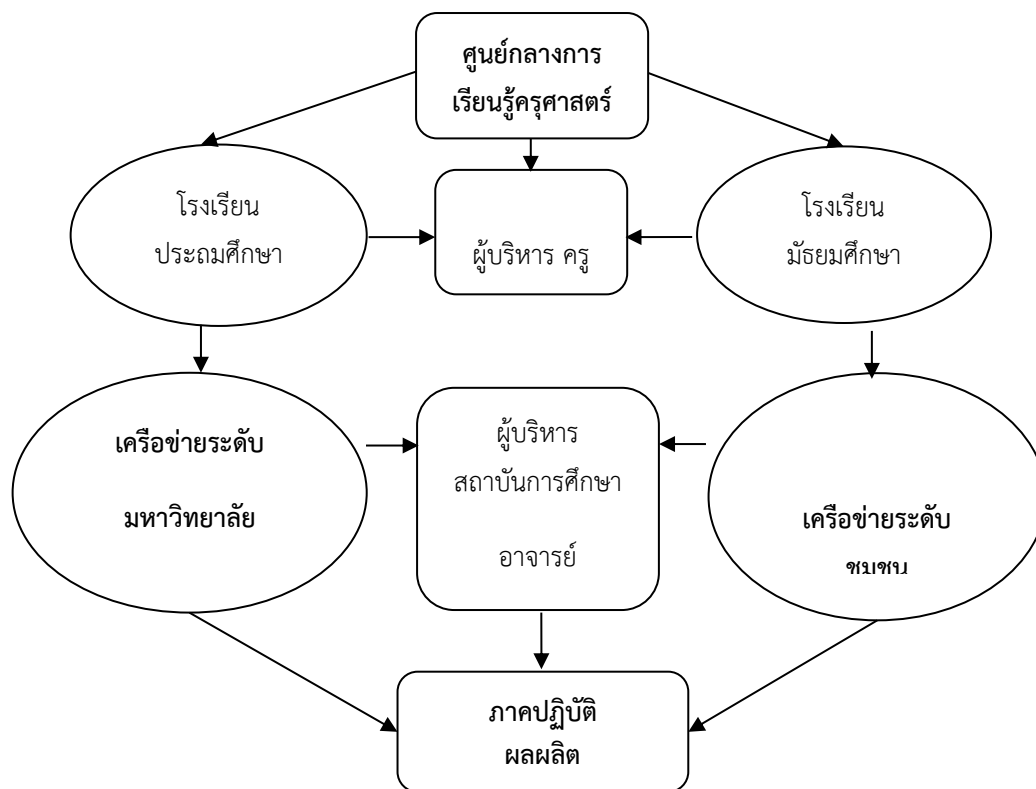 ศูนย์กลางการ
เรียนรู้ครุศาสตร์
โรงเรียน
ประถมศึกษา
ผู้บริหาร ครู
โรงเรียน
มัธยมศึกษา
เครือข่ายระดับ
มหาวิทยาลัย
ผู้บริหาร
สถาบันการศึกษา
อาจารย์
เครือข่ายระดับ
ชุมชน
ภาคปฏิบัติ
ผลผลิต